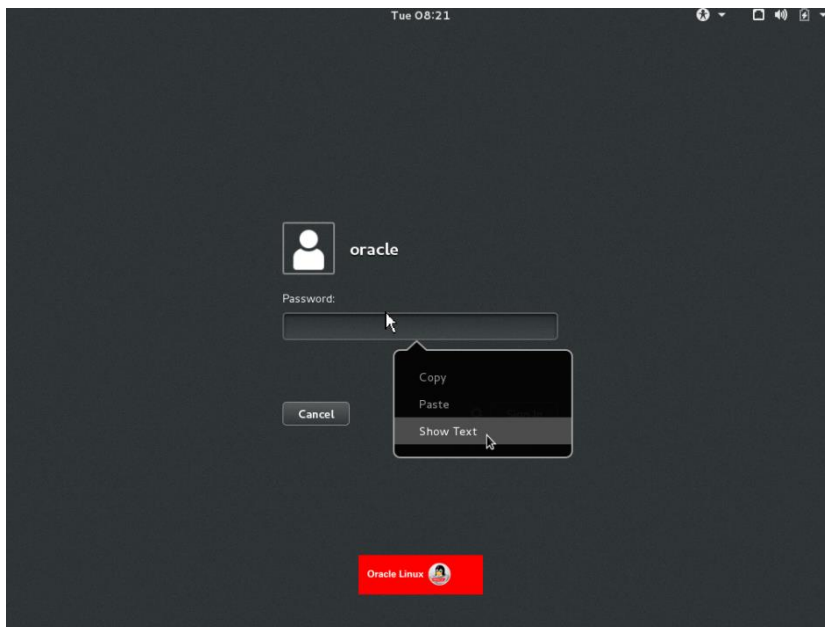 Tue 08:21
oracle
Password:
Copy
Paste
Show Text
Cancel
Oracle Linux